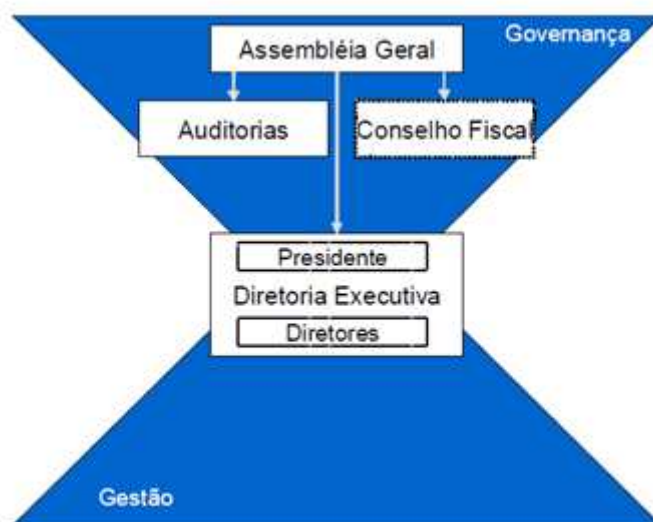 Governança
Assembléia Geral
Auditorias
Conselho Fiscal
Presidente
Diretoria Executiva
Diretores
Gestão